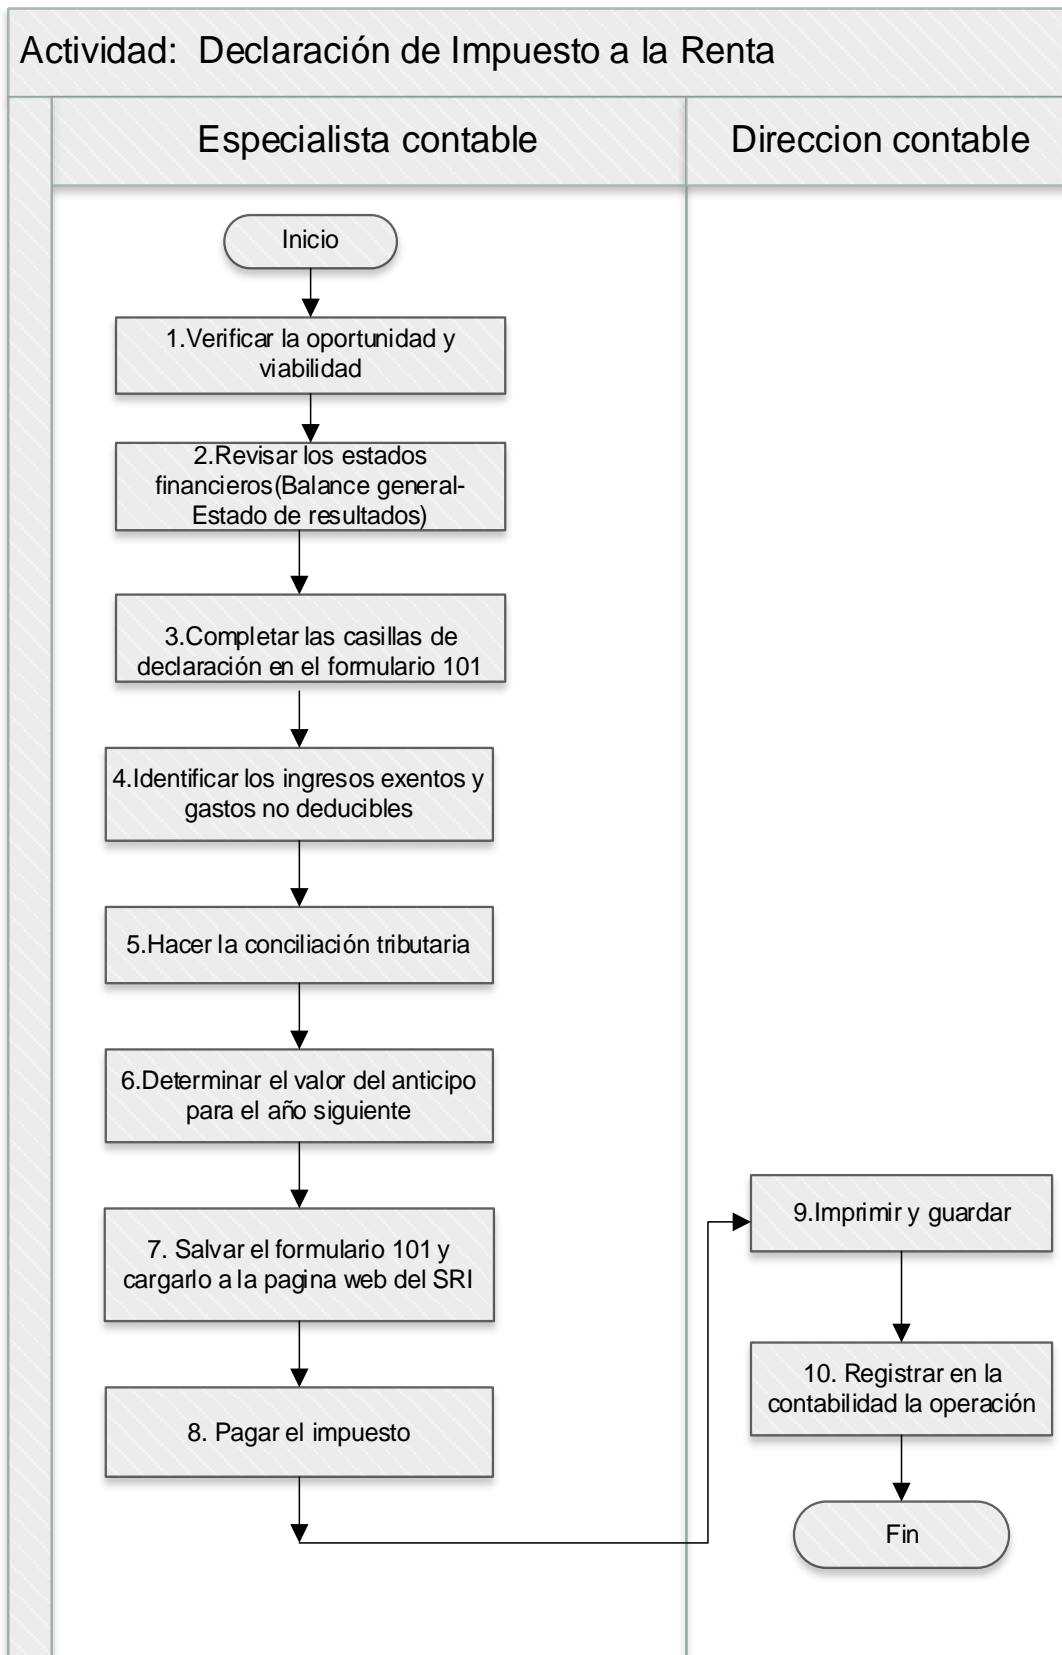 Actividad:  Declaración de Impuesto a la Renta
Especialista contable
Direccion contable
Inicio
1.Verificar la oportunidad y
viabilidad
2.Revisar los estados
financieros(Balance general-
Estado de resultados)
3.Completar las casillas de
declaración en el formulario 101
4.Identificar los ingresos exentos y
gastos no deducibles
5.Hacer la conciliación tributaria
6.Determinar el valor del anticipo
para el año siguiente
7. Salvar el formulario 101 y
cargarlo a la pagina web del SRI
8. Pagar el impuesto
9.Imprimir y guardar
10. Registrar en la
contabilidad la operación
Fin